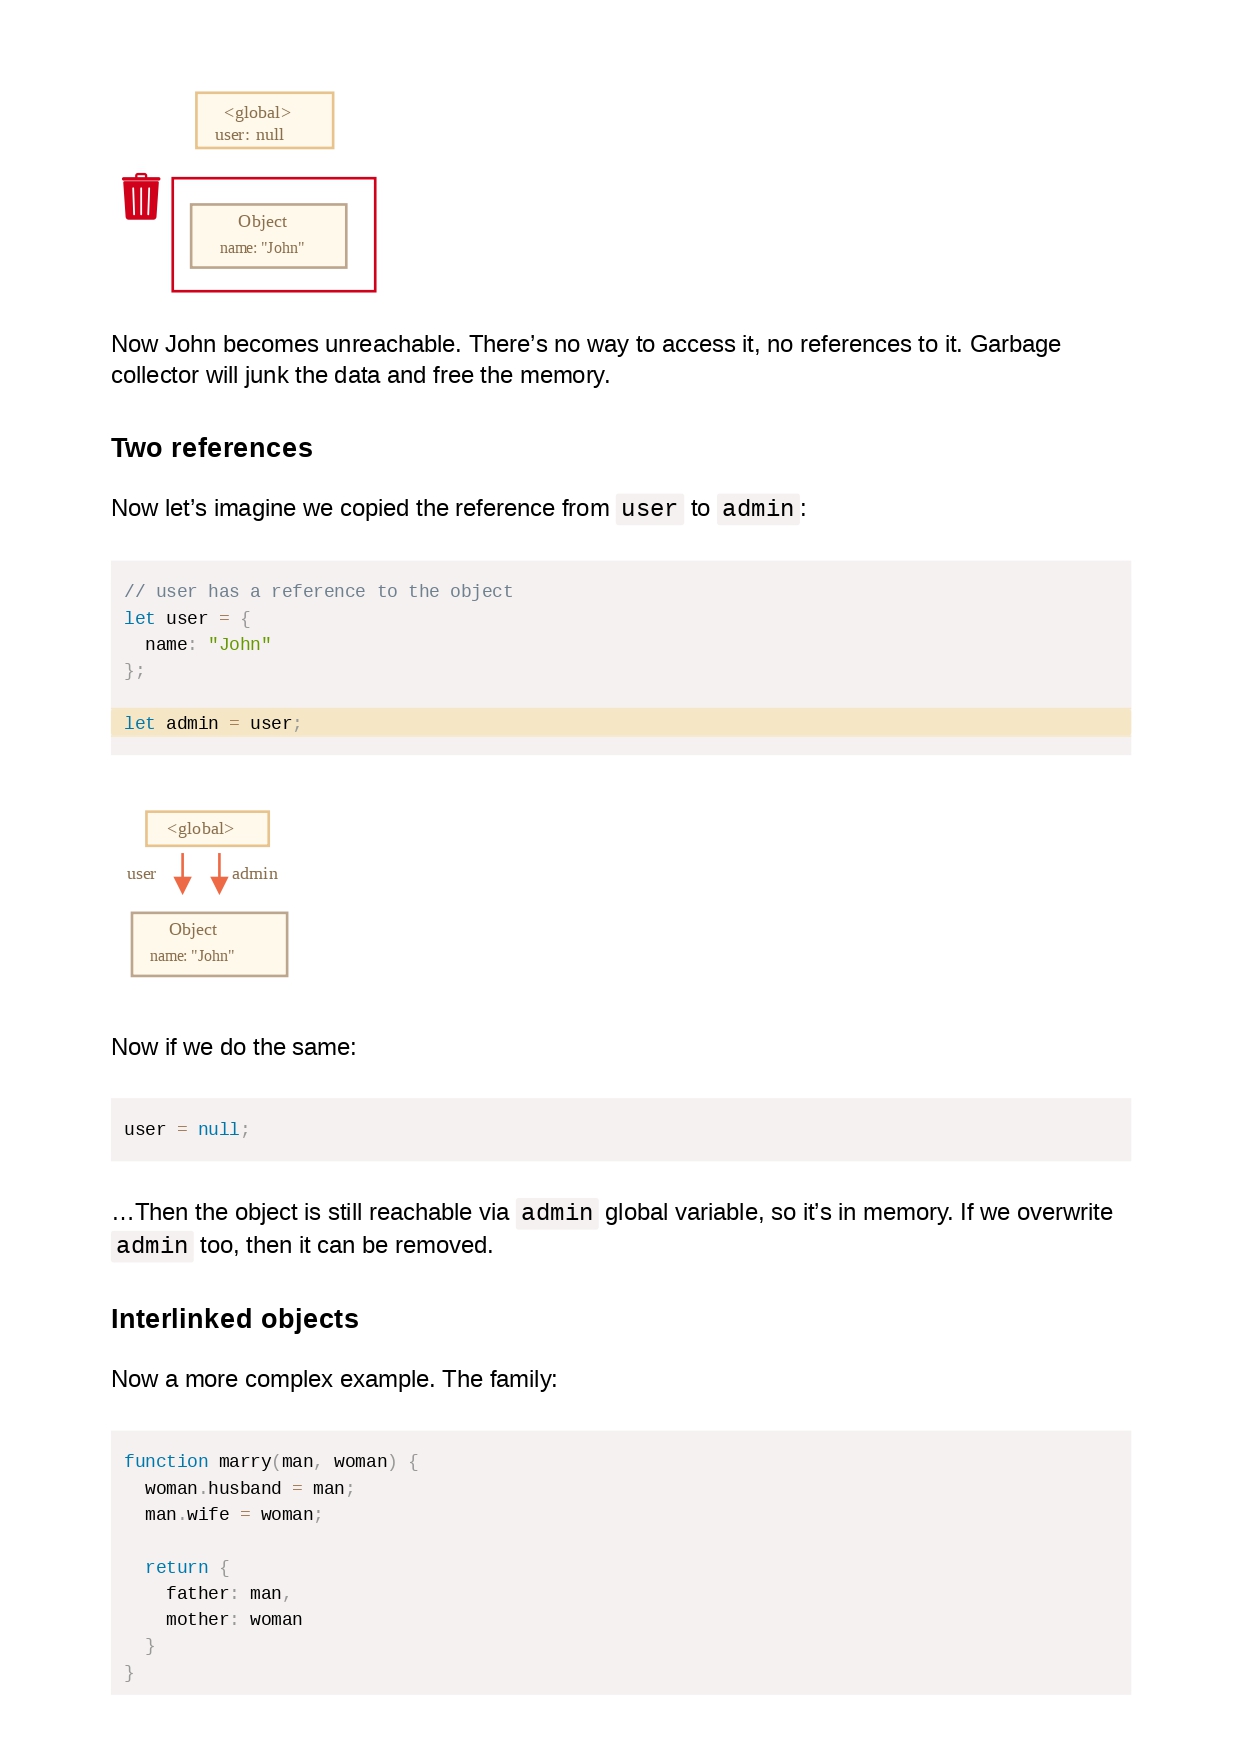 <global>
user: null
Object
name: "John"
Now John becomes unreachable. There’s no way to access it, no references to it. Garbage
collector will junk the data and free the memory.
Two references
Now let’s imagine we copied the reference from user to admin:
// user has a reference to the object
let user = {
  name: "John"
};
let admin = user;
<global>
user admin
Object
name: "John"
Now if we do the same:
user = null;
…Then the object is still reachable via admin global variable, so it’s in memory. If we overwrite
admin too, then it can be removed.
Interlinked objects
Now a more complex example. The family:
function marry(man, woman) {
  woman.husband = man;
  man.wife = woman;
  return {
    father: man,
    mother: woman
  }
}